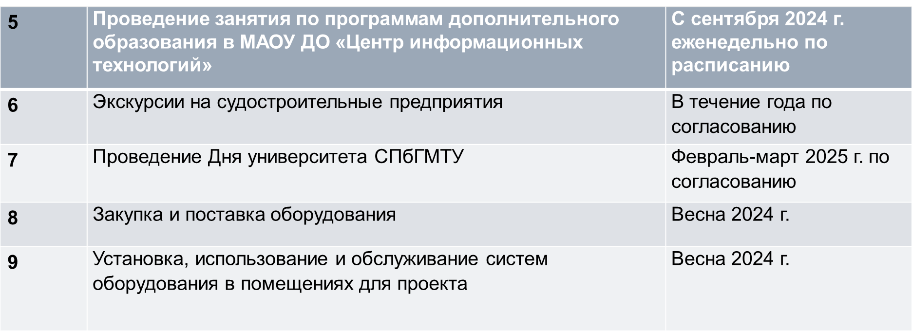 5
Проведение занятия по программам дополнительного
образования в МАОУ ДО «Центр информационных
технологий»
С сентября 2024 г.
еженедельно по
расписанию
6
Экскурсии на судостроительные предприятия
В течение года по
согласованию
7
Проведение Дня университета СПбГМТУ
Февраль-март 2025 г. по
согласованию
8
Закупка и поставка оборудования
Весна 2024 г.
9
Установка, использование и обслуживание систем
оборудования в помещениях для проекта
Весна 2024 г.